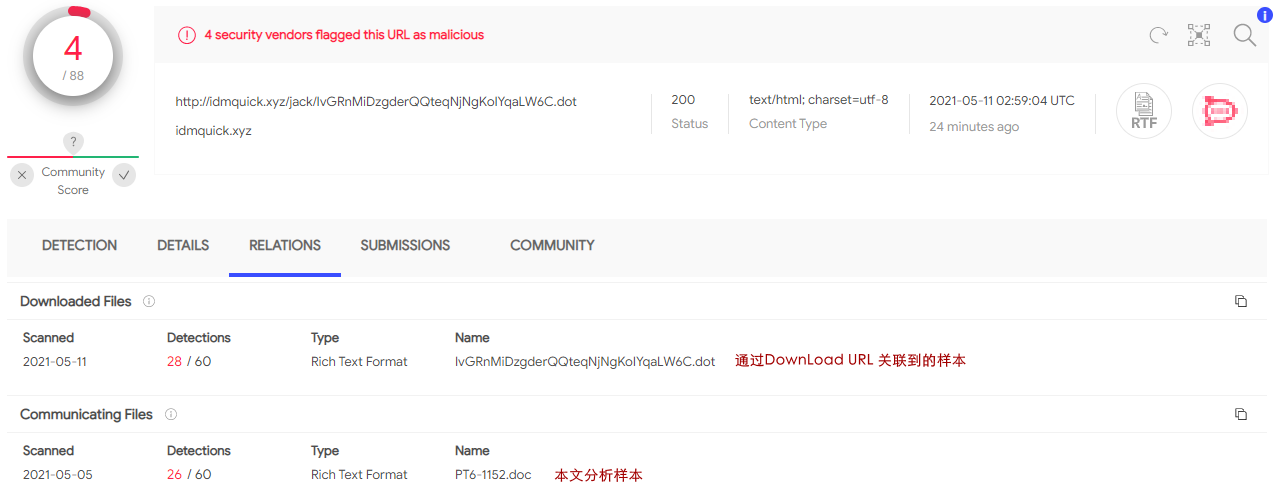 4
/ 88
?
Community
Score
4 security vendors flagged this URL as malicious
i
http://idmquick.xyz/jack/IvGRnMiDzgderQQteqNjNgKolYqaLW6C.dot
idmquick.xyz
200
Status
text/html; charset=utf-8
Content Type
2021-05-11 02:59:04 UTC
24 minutes ago
RTF
DETECTION DETAILS RELATIONS SUBMISSIONS COMMUNITY
Downloaded Files
Scanned Detections Type Name
2021-05-11 28 / 60 Rich Text Format IvGRnMiDzgderQQteqNjNgKolYqaLW6C.dot 通过DownLoad URL 关联到的样本
Communicating Files
Scanned Detections Type Name
2021-05-05 26 / 60 Rich Text Format PT6-1152.doc 本文分析样本